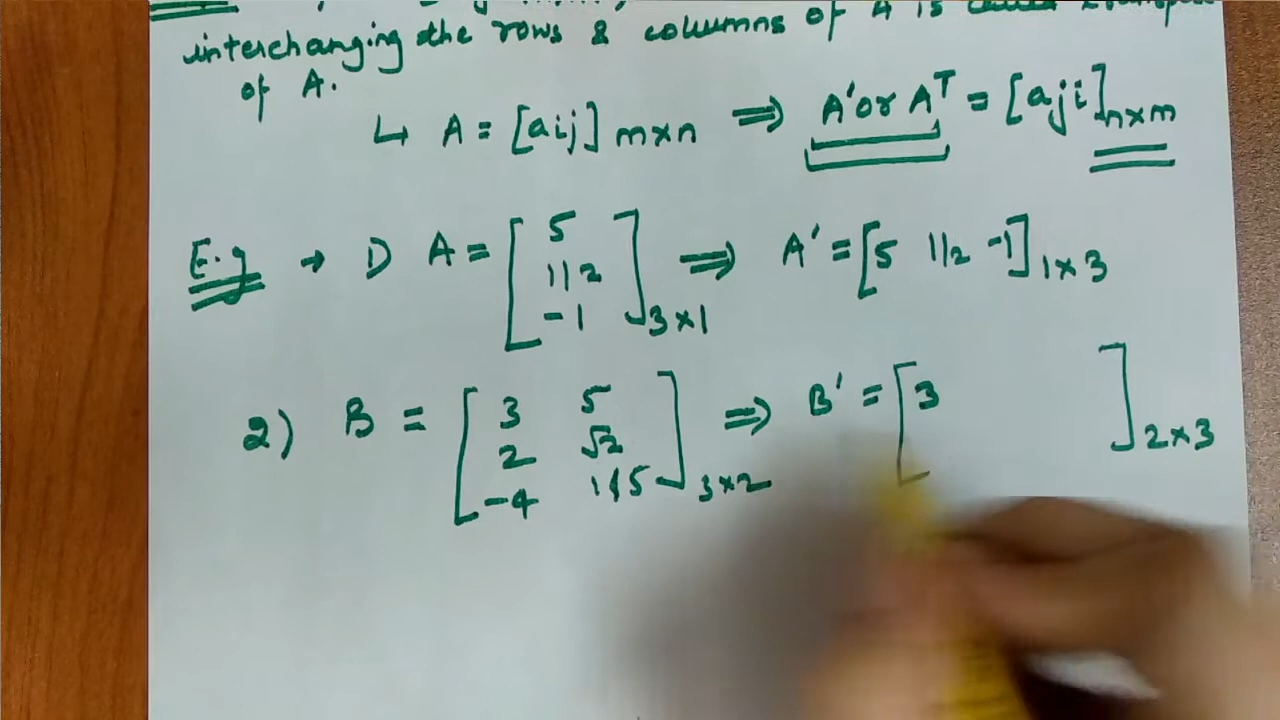 interchanging the rows & columns of A is called
of A.
↳ A = [aij] m×n ⇒ A' or Aᵀ = [aji] n×m
E.g → 1) A = [5 1/2 -1] 3×1 ⇒ A' = [5 1/2 -1] 1×3
2) B = [3 5 2 √2 -4 1/5] 3×2 ⇒ B' = [3 ] 2×3